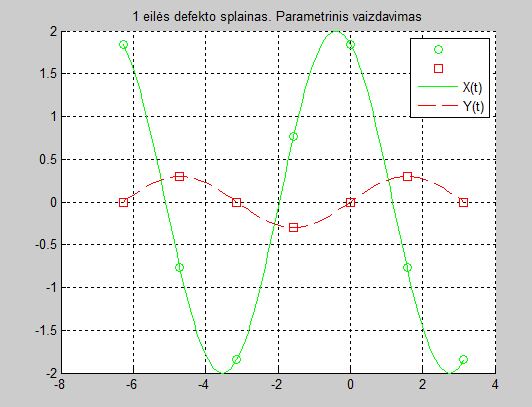 1 eilės defekto splainas. Parametrinis vaizdavimas
2
1.5
1
0.5
0
-0.5
-1
-1.5
-2
X(t)
Y(t)
-8 -6 -4 -2 0 2 4